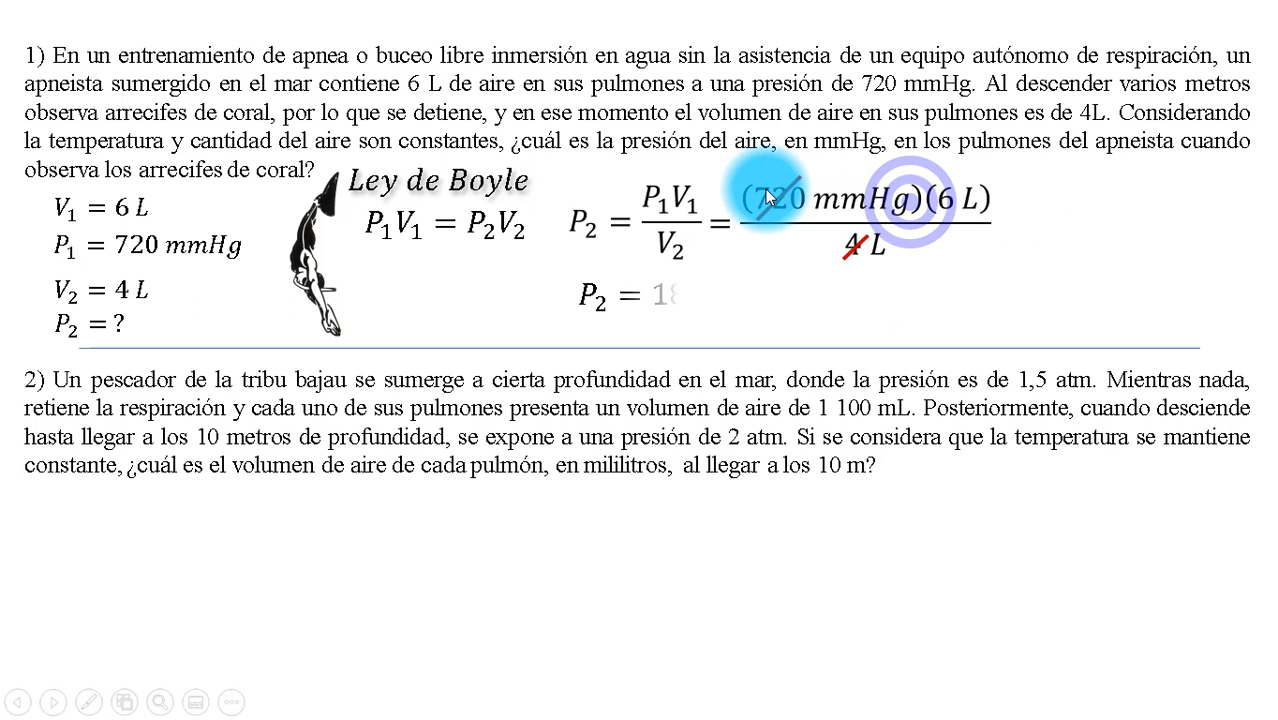 1) En un entrenamiento de apnea o buceo libre inmersión en agua sin la asistencia de un equipo autónomo de respiración, un
apneista sumergido en el mar contiene 6 L de aire en sus pulmones a una presión de 720 mmHg. Al descender varios metros
observa arrecifes de coral, por lo que se detiene, y en ese momento el volumen de aire en sus pulmones es de 4L. Considerando
la temperatura y cantidad del aire son constantes, ¿cuál es la presión del aire, en mmHg, en los pulmones del apneista cuando
observa los arrecifes de coral?
Ley de Boyle
V₁ = 6 L
P₁ = 720 mmHg
V₂ = 4 L
P₂ = ?
P₁V₁ = P₂V₂
P₂ = P₁V₁ / V₂ = (720 mmHg)(6 L) / 4 L
P₂ = 18
2) Un pescador de la tribu bajau se sumerge a cierta profundidad en el mar, donde la presión es de 1,5 atm. Mientras nada,
retiene la respiración y cada uno de sus pulmones presenta un volumen de aire de 1 100 mL. Posteriormente, cuando desciende
hasta llegar a los 10 metros de profundidad, se expone a una presión de 2 atm. Si se considera que la temperatura se mantiene
constante, ¿cuál es el volumen de aire de cada pulmón, en mililitros, al llegar a los 10 m?